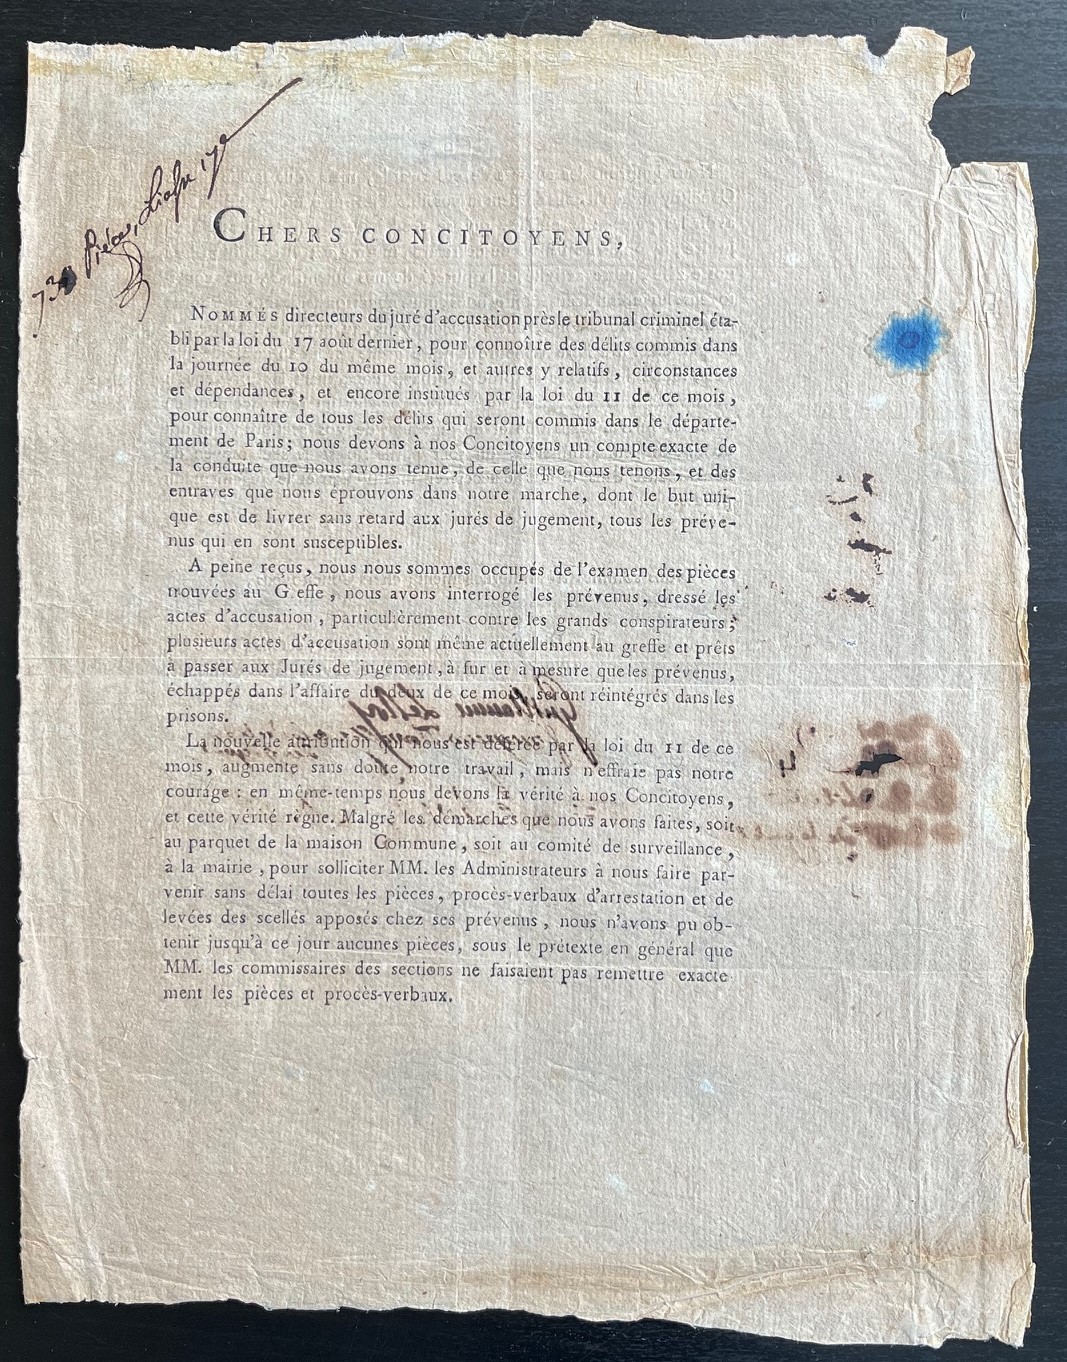 73 Pièces, Liasse 17e
CHERS CONCITOYENS,
NOMMÉS directeurs du juré d'accusation près le tribunal criminel éta-
bli par la loi du 17 août dernier, pour connoître des délits commis dans
la journée du 10 du même mois, et autres y relatifs, circonstances
et dépendances, et encore institués par la loi du 11 de ce mois,
pour connaître de tous les délits qui seront commis dans le départe-
ment de Paris; nous devons à nos Concitoyens un compte exacte de
la conduite que nous avons tenue, de celle que nous tenons, et des
entraves que nous éprouvons dans notre marche, dont le but uni-
que est de livrer sans retard aux jurés de jugement, tous les préve-
nus qui en sont susceptibles.
A peine reçus, nous nous sommes occupés de l'examen des pièces
trouvées au G effe, nous avons interrogé les prévenus, dressé les
actes d'accusation, particulièrement contre les grands conspirateurs;
plusieurs actes d'accusation sont même actuellement au greffe et prêts
à passer aux Jurés de jugement, à fur et à mesure que les prévenus,
échappés dans l'affaire du deux de ce mois, seront réintégrés dans les
prisons.
La nouvelle attribution qui nous est déférée par la loi du 11 de ce
mois, augmente sans doute notre travail, mais n'effraie pas notre
courage : en même-temps nous devons la vérité à nos Concitoyens,
et cette vérité règne. Malgré les démarches que nous avons faites, soit
au parquet de la maison Commune, soit au comité de surveillance,
à la mairie, pour solliciter MM. les Administrateurs à nous faire par-
venir sans délai toutes les pièces, procès-verbaux d'arrestation et de
levées des scellés apposés chez ses prévenus, nous n'avons pu ob-
tenir jusqu'à ce jour aucunes pièces, sous le prétexte en général que
MM. les commissaires des sections ne faisaient pas remettre exacte-
ment les pièces et procès-verbaux.
Guillaume Leroy